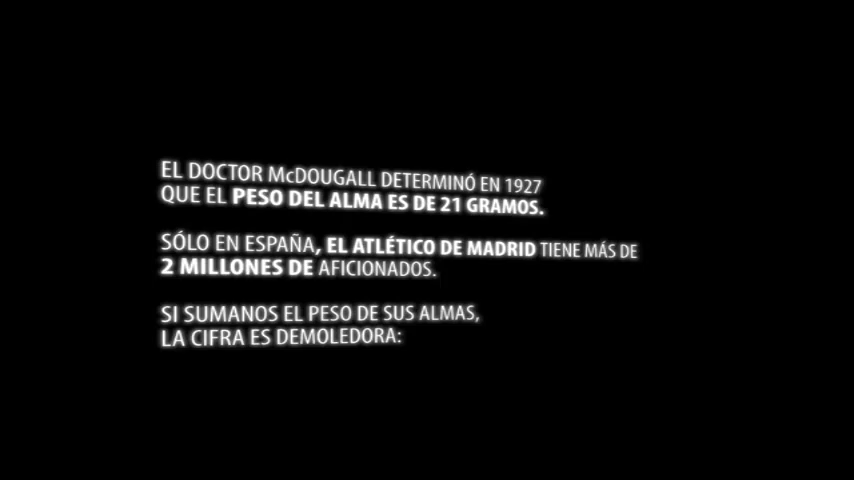 EL DOCTOR McDOUGALL DETERMINÓ EN 1927
QUE EL PESO DEL ALMA ES DE 21 GRAMOS.
SÓLO EN ESPAÑA, EL ATLÉTICO DE MADRID TIENE MÁS DE
2 MILLONES DE AFICIONADOS.
SI SUMANOS EL PESO DE SUS ALMAS,
LA CIFRA ES DEMOLEDORA: